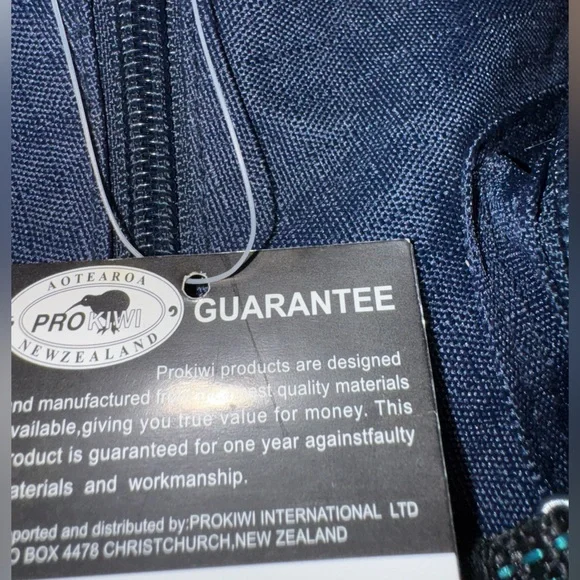 AOTEAROA
PROKIWI
NEWZEALAND
GUARANTEE
Prokiwi products are designed
nd manufactured quality materials
vailable,giving you true value for money. This
roduct is guaranteed for one year againstfaulty
aterials and workmanship.
ported and distributed by:PROKIWI INTERNATIONAL LTD
O BOX 4478 CHRISTCHURCH,NEW ZEALAND